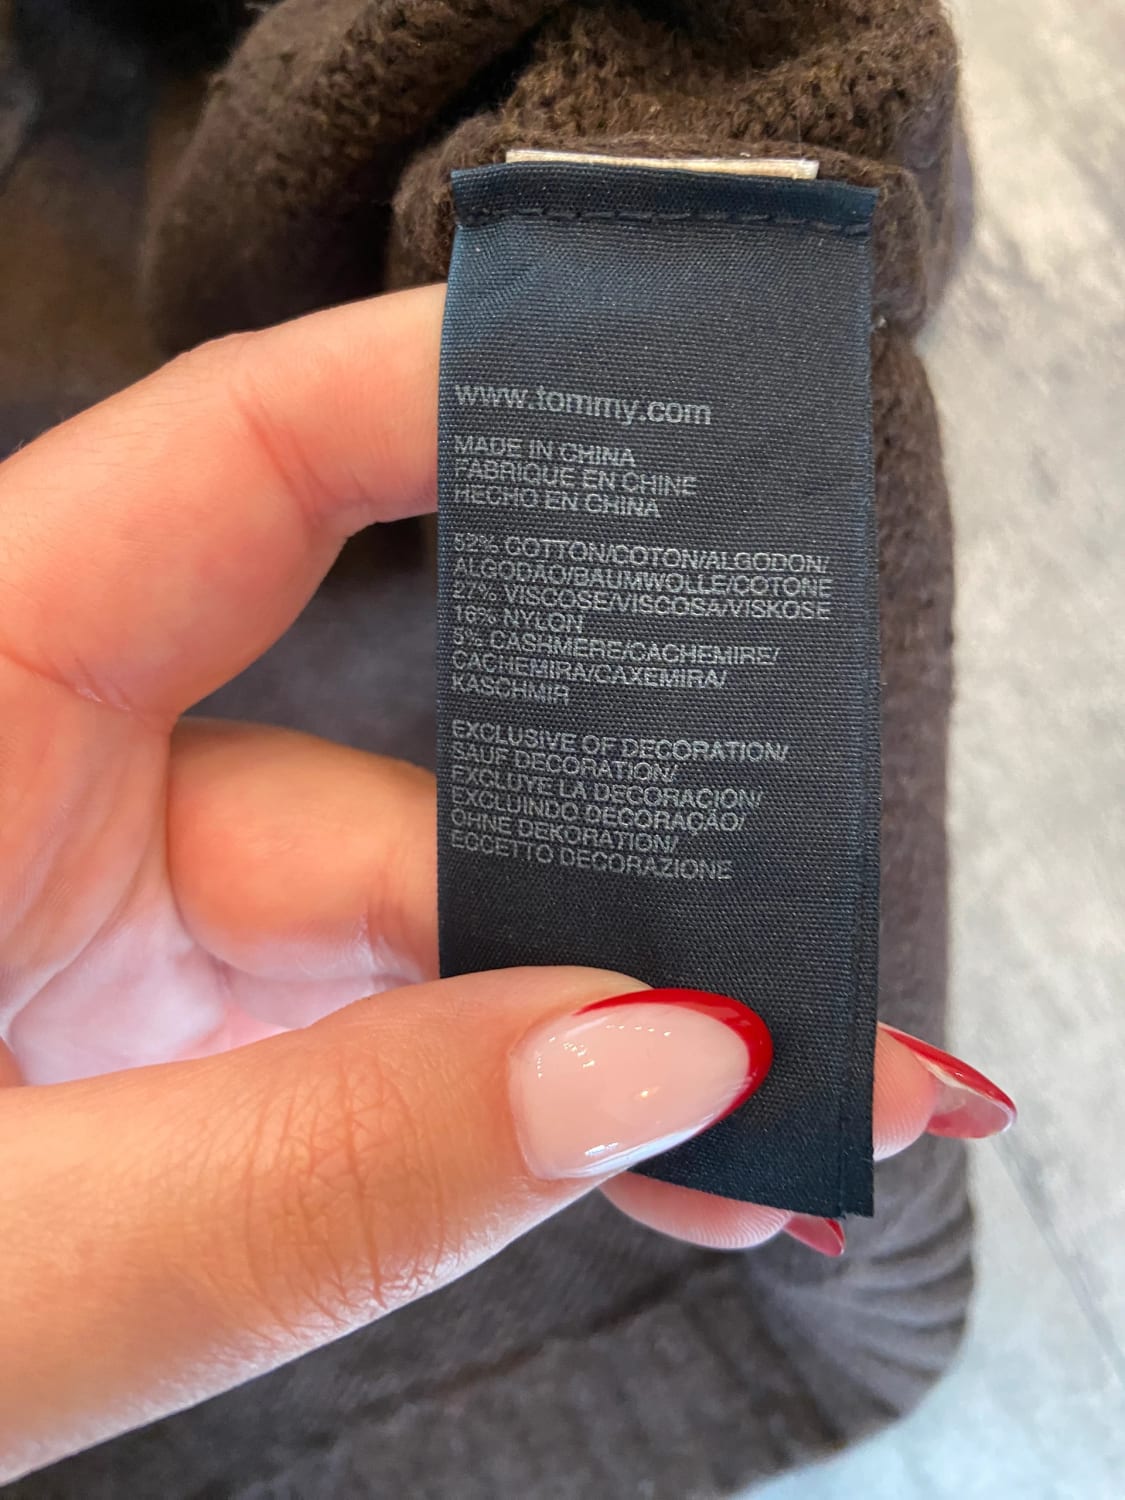 www.tommy.com
MADE IN CHINA
FABRIQUE EN CHINE
HECHO EN CHINA
52% COTTON/COTON/ALGODON/
ALGODAO/BAUMWOLLE/COTONE
27% VISCOSE/VISCOSA/VISKOSE
16% NYLON
5% CASHMERE/CACHEMIRE/
CACHEMIRA/CAXEMIRA/
KASCHMIR
EXCLUSIVE OF DECORATION/
SAUF DECORATION/
EXCLUYE LA DECORACION/
EXCLUINDO DECORAÇÃO/
OHNE DEKORATION/
ECCETTO DECORAZIONE